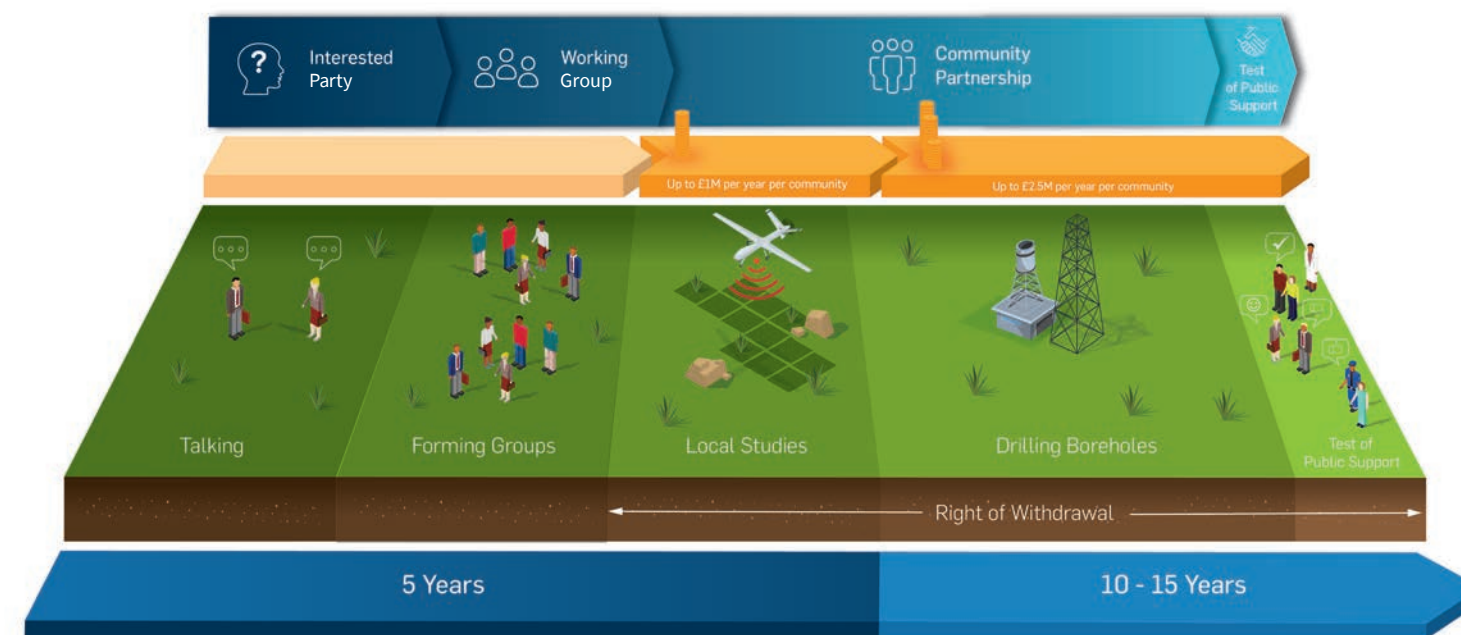 ?
Interested
Party
Working
Group
Community
Partnership
Test
of Public
Support
Up to £1M per year per community
Up to £2.5M per year per community
Talking
Forming Groups
Local Studies
Drilling Boreholes
Test of
Public Support
Right of Withdrawal
5 Years
10 - 15 Years